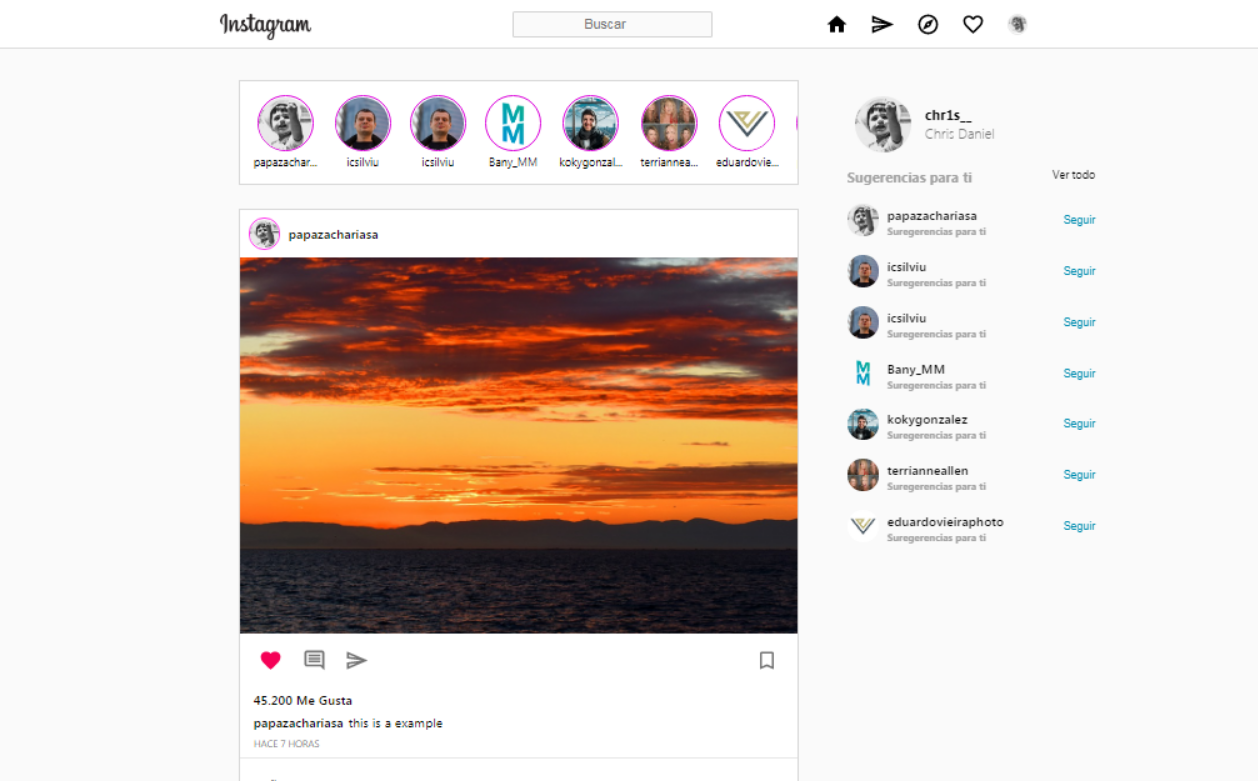 Instagram
Buscar
papazachar...
icsilviu
icsilviu
Bany_MM
kokygonzal...
terriannea...
eduardovie...
papazachariasa
45.200 Me Gusta
papazachariasa this is a example
HACE 7 HORAS
chr1s__
Chris Daniel
Sugerencias para ti
Ver todo
papazachariasa
Suregerencias para ti
Seguir
icsilviu
Suregerencias para ti
Seguir
icsilviu
Suregerencias para ti
Seguir
MM
Bany_MM
Suregerencias para ti
Seguir
kokygonzalez
Suregerencias para ti
Seguir
terrianneallen
Suregerencias para ti
Seguir
eduardovieiraphoto
Suregerencias para ti
Seguir